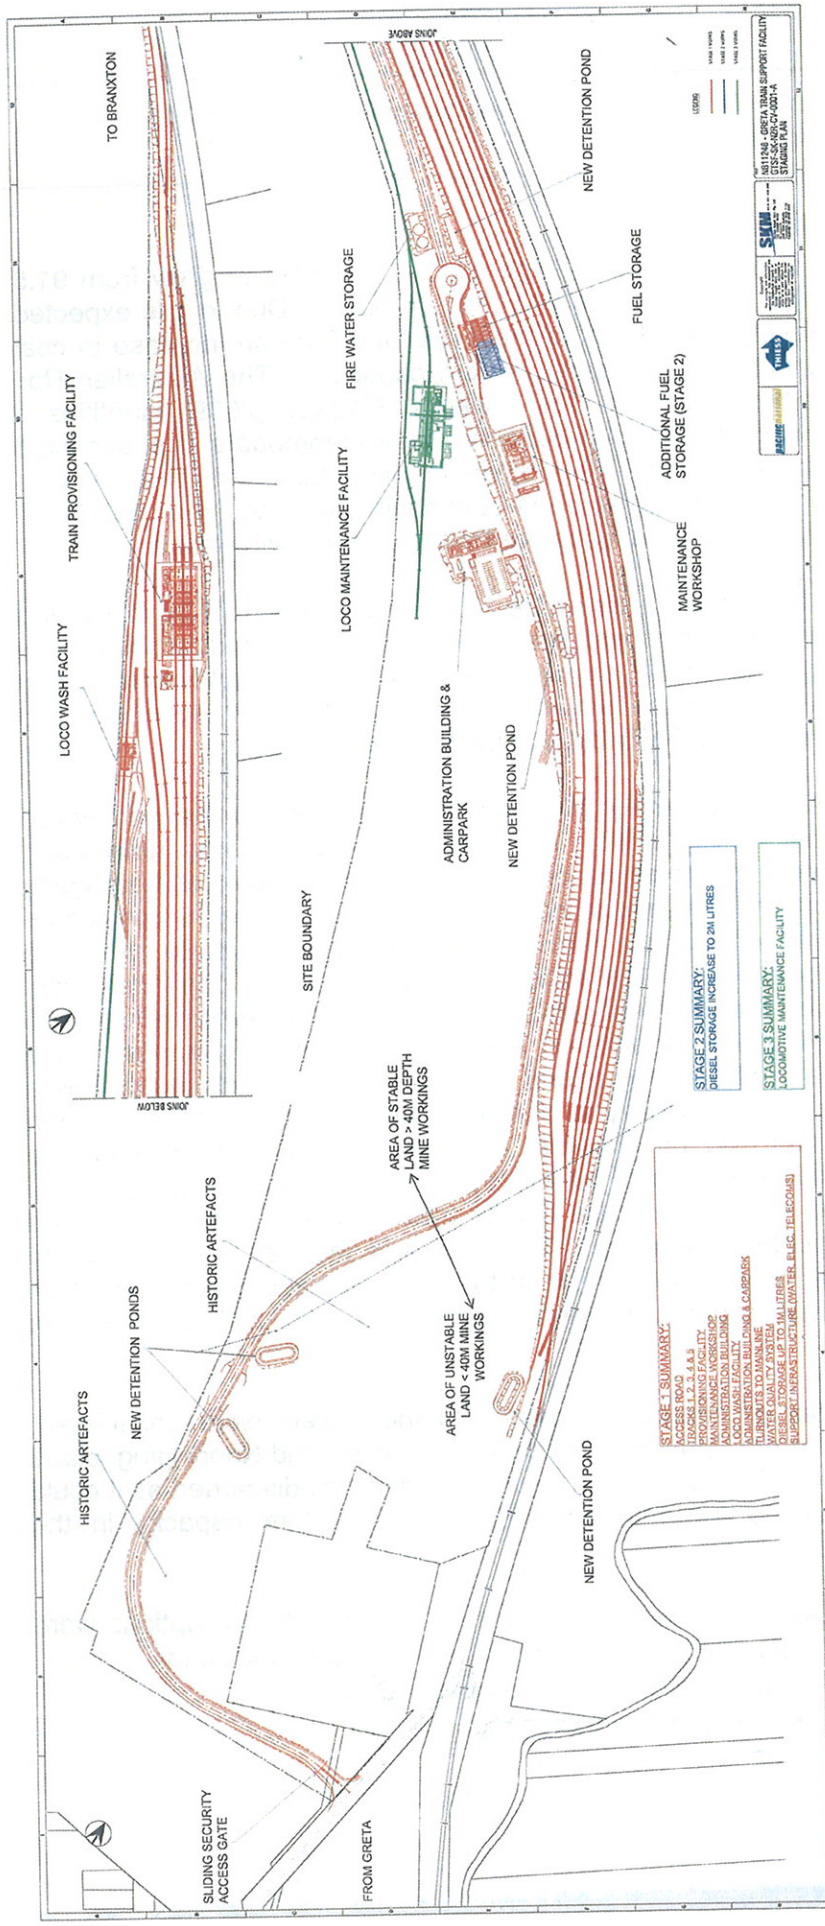 TO BRANXTON
TRAIN PROVISIONING FACILITY
LOCO WASH FACILITY
JOINS BELOW
JOINS ABOVE
FIRE WATER STORAGE
LOCO MAINTENANCE FACILITY
ADMINISTRATION BUILDING &
CARPARK
NEW DETENTION POND
SITE BOUNDARY
NEW DETENTION POND
FUEL STORAGE
ADDITIONAL FUEL
STORAGE (STAGE 2)
MAINTENANCE
WORKSHOP
AREA OF STABLE
LAND > 40M DEPTH
MINE WORKINGS
AREA OF UNSTABLE
LAND < 40M MINE
WORKINGS
HISTORIC ARTEFACTS
NEW DETENTION PONDS
HISTORIC ARTEFACTS
NEW DETENTION POND
SLIDING SECURITY
ACCESS GATE
FROM GRETA
STAGE 1 SUMMARY:
ACCESS ROAD
TRACKS 1, 2, 3, 4 & 5
PROVISIONING FACILITY
MAINTENANCE WORKSHOP
ADMINISTRATION BUILDING
LOCO WASH FACILITY
ADMINISTRATION BUILDING & CARPARK
TURNOUTS TO MAINLINE
WATER QUALITY SYSTEM
DIESEL STORAGE UP TO 1M LITRES
SUPPORT INFRASTRUCTURE (WATER, ELEC, TELECOMS)
STAGE 2 SUMMARY:
DIESEL STORAGE INCREASE TO 2M LITRES
STAGE 3 SUMMARY:
LOCOMOTIVE MAINTENANCE FACILITY
LEGEND
STAGE 1 WORKS
STAGE 2 WORKS
STAGE 3 WORKS
pacificnational
THIESS
SKM
NB11248 - GRETA TRAIN SUPPORT FACILITY
GTSF-SK-N2R-CV-0001-A
STAGING PLAN